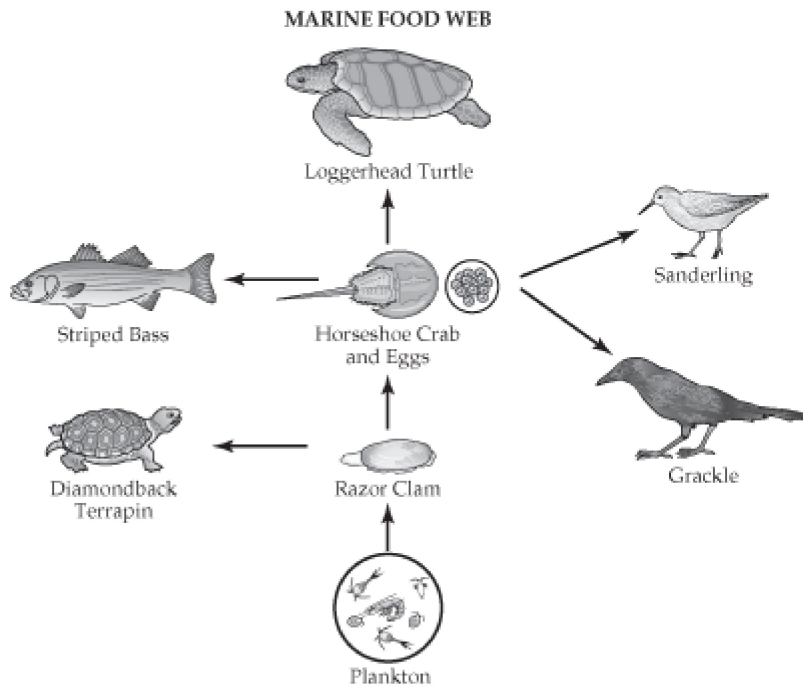 MARINE FOOD WEB
Loggerhead Turtle
Sanderling
Striped Bass
Horseshoe Crab
and Eggs
Grackle
Diamondback
Terrapin
Razor Clam
Plankton